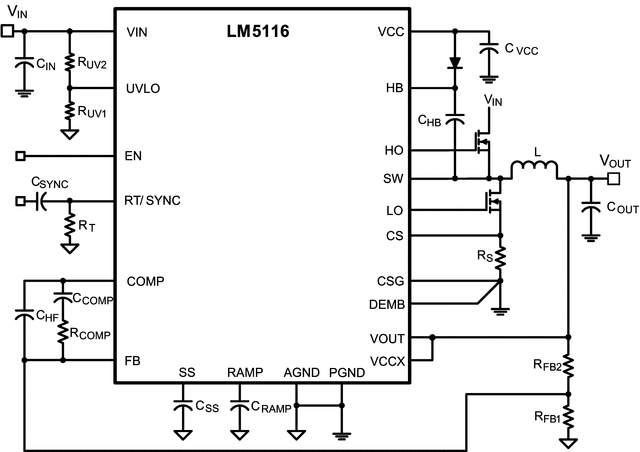 VIN
LM5116
VIN
VCC
CIN
RUV2
CVCC
UVLO
HB
RUV1
CHB
VIN
EN
HO
L
VOUT
CSYNC
RT/SYNC
SW
RT
LO
COUT
CS
RS
COMP
CSG
CCOMP
DEMB
CHF
RCOMP
VOUT
FB
VCCX
RFB2
SS
RAMP
AGND
PGND
CSS
CRAMP
RFB1